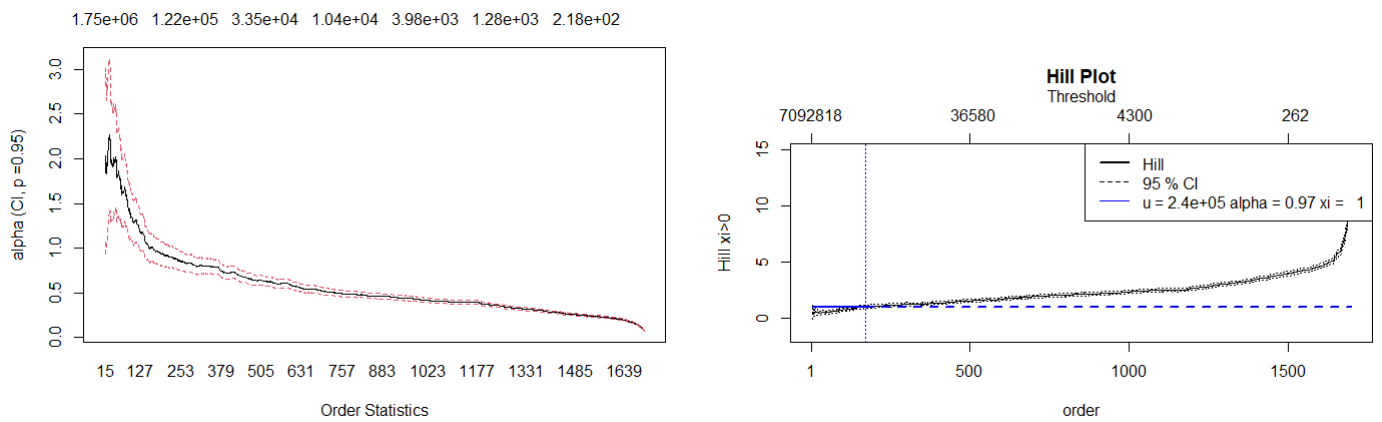 1.75e+06 1.22e+05 3.35e+04 1.04e+04 3.98e+03 1.28e+03 2.18e+02
alpha (CI, p =0.95)
3.0
2.5
2.0
1.5
1.0
0.5
0.0
15 127 253 379 505 631 757 883 1023 1177 1331 1485 1639
Order Statistics
Hill Plot
Threshold
7092818 36580 4300 262
Hill xi>0
15
10
5
0
Hill
95 % CI
u = 2.4e+05 alpha = 0.97 xi = 1
1 500 1000 1500
order